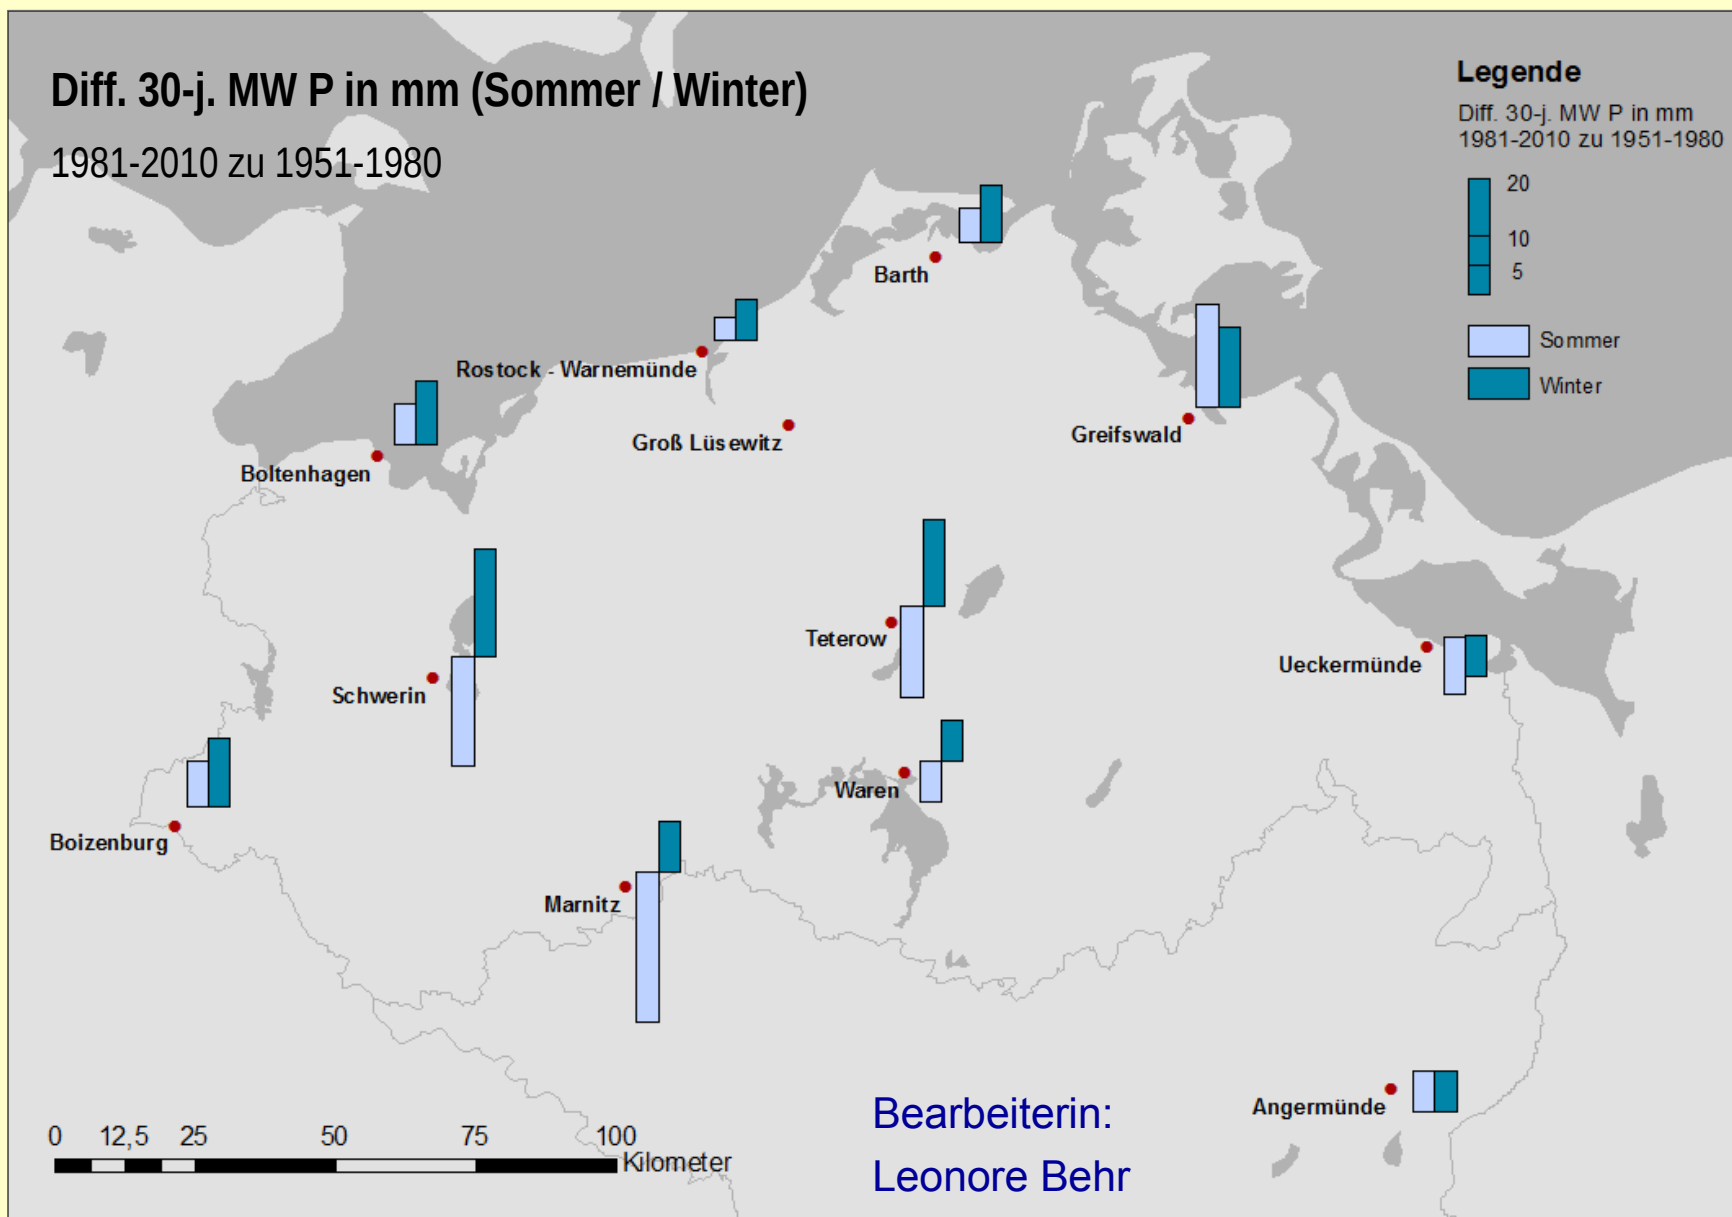 Diff. 30-j. MW P in mm (Sommer / Winter)
1981-2010 zu 1951-1980
Legende
Diff. 30-j. MW P in mm
1981-2010 zu 1951-1980
20
10
5
Sommer
Winter
Barth
Rostock - Warnemünde
Groß Lüsewitz
Greifswald
Boltenhagen
Teterow
Ueckermünde
Schwerin
Waren
Boizenburg
Marnitz
Angermünde
0 12,5 25 50 75 100
Kilometer
Bearbeiterin:
Leonore Behr